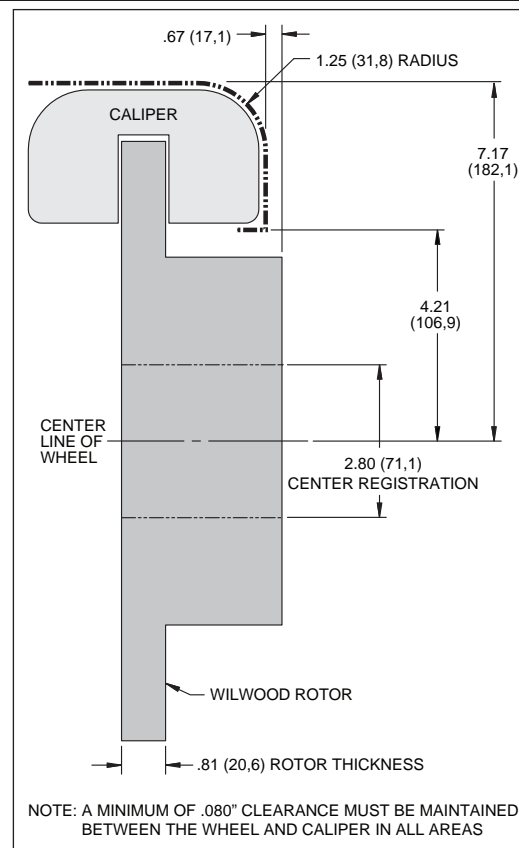 .67 (17,1)
1.25 (31,8) RADIUS
CALIPER
7.17
(182,1)
4.21
(106,9)
CENTER
LINE OF
WHEEL
2.80 (71,1)
CENTER REGISTRATION
WILWOOD ROTOR
.81 (20,6) ROTOR THICKNESS
NOTE: A MINIMUM OF .080" CLEARANCE MUST BE MAINTAINED
BETWEEN THE WHEEL AND CALIPER IN ALL AREAS